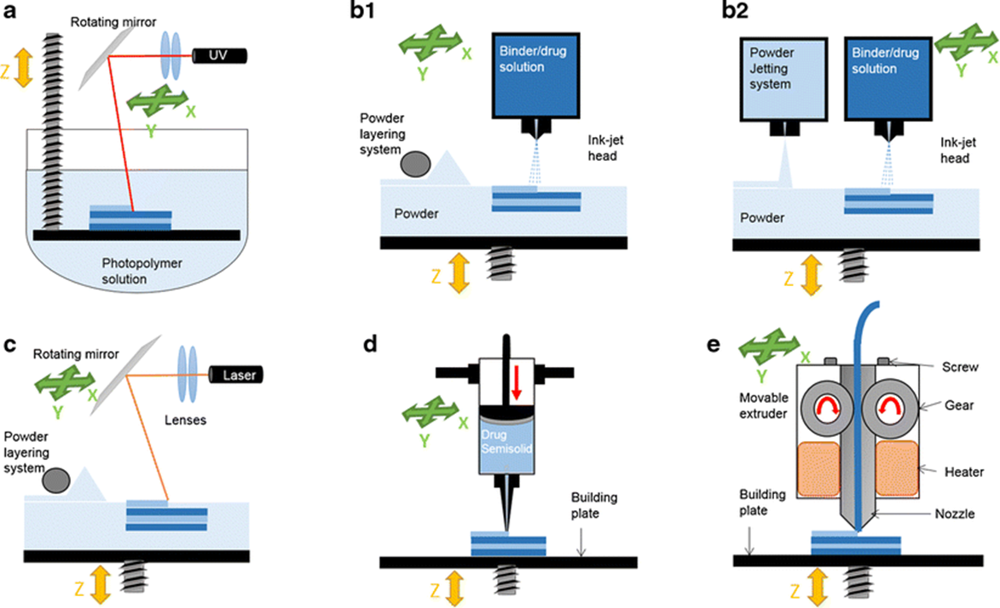 a
Rotating mirror
UV
Z
X
Y
Photopolymer
solution
b1
X
Y
Binder/drug
solution
Powder
layering
system
Ink-jet
head
Powder
Z
b2
Powder
Jetting
system
Binder/drug
solution
X
Y
Ink-jet
head
Powder
Z
c
Rotating mirror
Laser
X
Y
Lenses
Powder
layering
system
Z
d
X
Y
Drug
Semisolid
Building
plate
Z
e
X
Y
Screw
Movable
extruder
Gear
Heater
Building
plate
Nozzle
Z